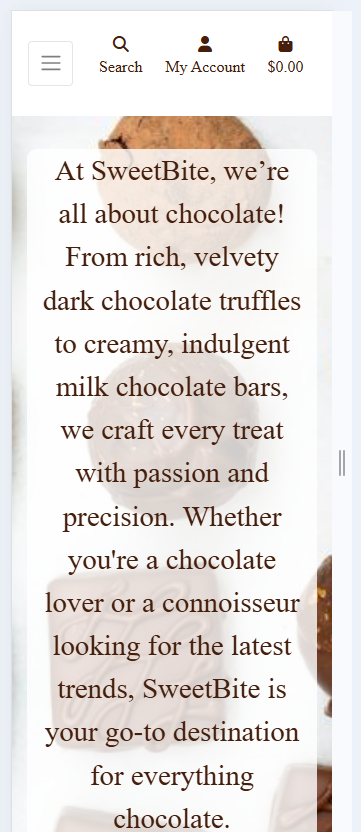 Search
My Account
$0.00
At SweetBite, we’re
all about chocolate!
From rich, velvety
dark chocolate truffles
to creamy, indulgent
milk chocolate bars,
we craft every treat
with passion and
precision. Whether
you're a chocolate
lover or a connoisseur
looking for the latest
trends, SweetBite is
your go-to destination
for everything
chocolate.